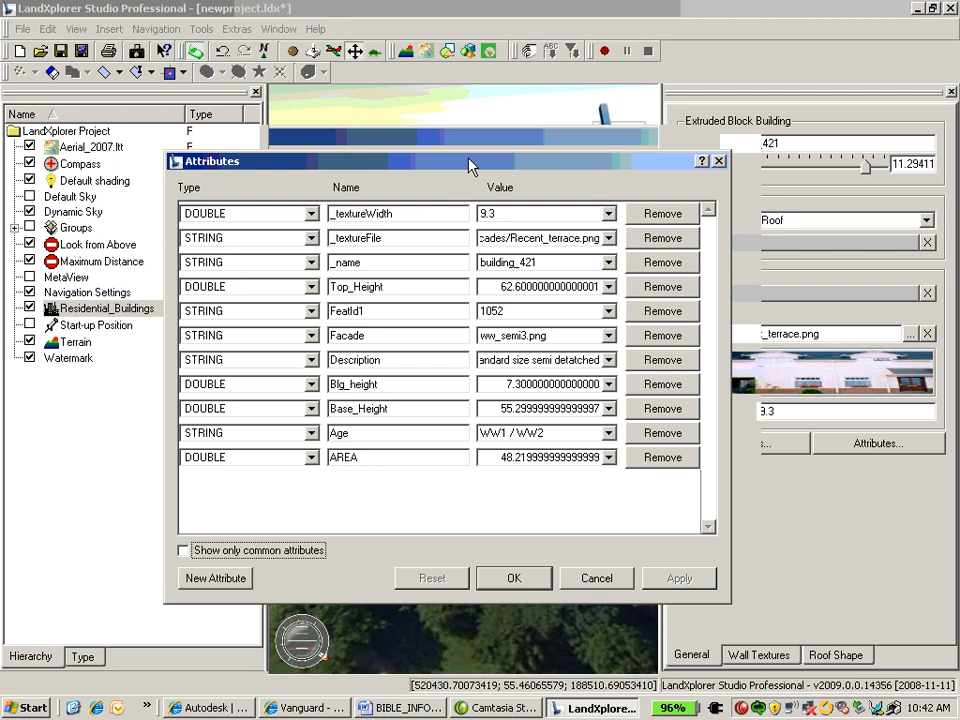 LandXplorer Studio Professional - [newproject.ldx*]
File Edit View Insert Navigation Tools Extras Window Help
ABC
Name Type
LandXplorer Project F
Aerial_2007.ltt F
Compass F
Default shading
Default Sky
Dynamic Sky
Groups
Look from Above
Maximum Distance
MetaView
Navigation Settings
Residential_Buildings
Start-up Position
Terrain
Watermark
Hierarchy Type
Attributes
Type Name Value
DOUBLE _textureWidth 9.3 Remove
STRING _textureFile cades/Recent_terrace.png Remove
STRING _name building_421 Remove
DOUBLE Top_Height 62.600000000000001 Remove
STRING FeatId1 1052 Remove
STRING Facade ww_semi3.png Remove
STRING Description andard size semi detatched Remove
DOUBLE Blg_height 7.300000000000000 Remove
DOUBLE Base_Height 55.299999999999997 Remove
STRING Age WW1 / WW2 Remove
DOUBLE AREA 48.219999999999999 Remove
Show only common attributes
New Attribute Reset OK Cancel Apply
Extruded Block Building
_421
11.29411
Roof
X
X
t_terrace.png ... X
9.3
s... Attributes...
General Wall Textures Roof Shape
[520430.70073419; 55.46065579; 188510.69053410] LandXplorer Studio Professional - v2009.0.0.14356 [2008-11-11]
Start » Autodesk | ... Vanguard - ... BIBLE_INFO... Camtasia St... LandXplore... 96% 10:42 AM